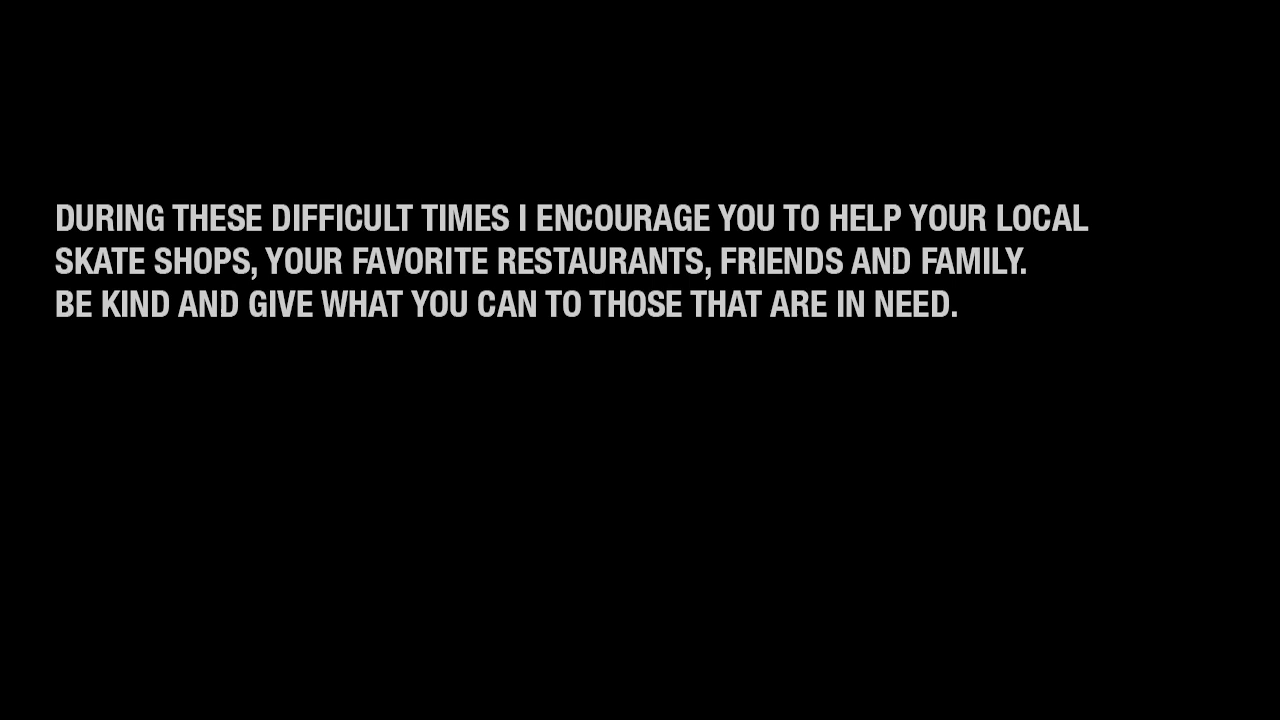 DURING THESE DIFFICULT TIMES I ENCOURAGE YOU TO HELP YOUR LOCAL
SKATE SHOPS, YOUR FAVORITE RESTAURANTS, FRIENDS AND FAMILY.
BE KIND AND GIVE WHAT YOU CAN TO THOSE THAT ARE IN NEED.